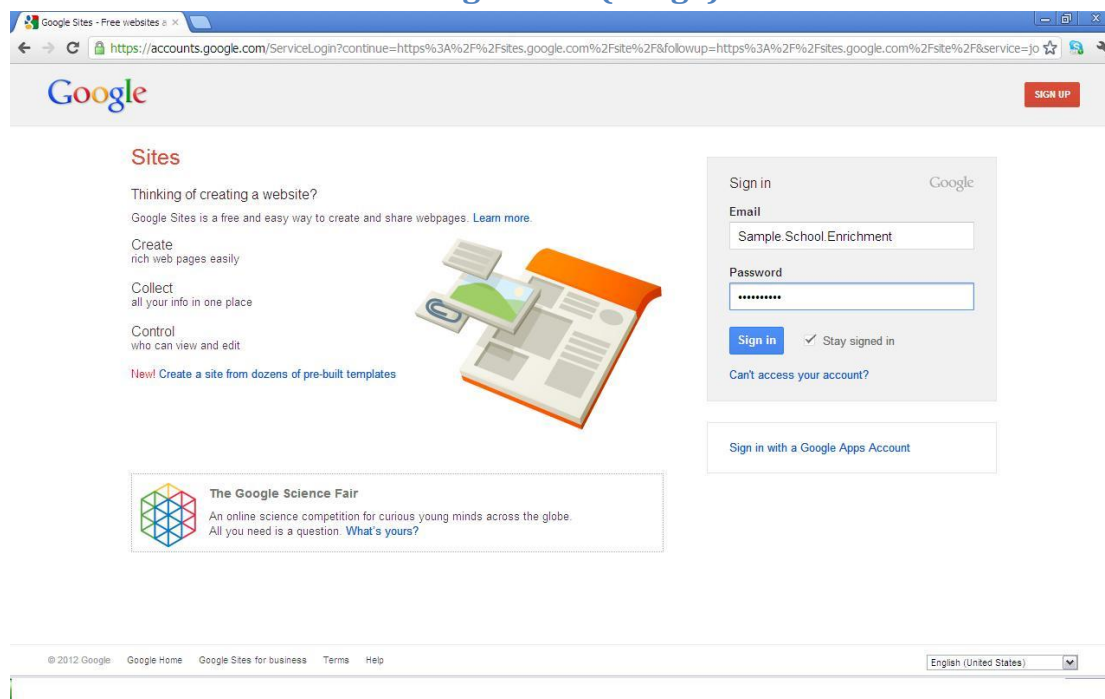 Google Sites - Free websites a
https://accounts.google.com/ServiceLogin?continue=https%3A%2F%2Fsites.google.com%2Fsite%2F&followup=https%3A%2F%2Fsites.google.com%2Fsite%2F&service=jo
Google
SIGN UP
Sites
Thinking of creating a website?
Google Sites is a free and easy way to create and share webpages. Learn more.
Create
rich web pages easily
Collect
all your info in one place
Control
who can view and edit
New! Create a site from dozens of pre-built templates
Sign in Google
Email
Sample.School.Enrichment
Password
••••••••••
Sign in Stay signed in
Can't access your account?
Sign in with a Google Apps Account
The Google Science Fair
An online science competition for curious young minds across the globe.
All you need is a question. What's yours?
© 2012 Google Google Home Google Sites for business Terms Help
English (United States)